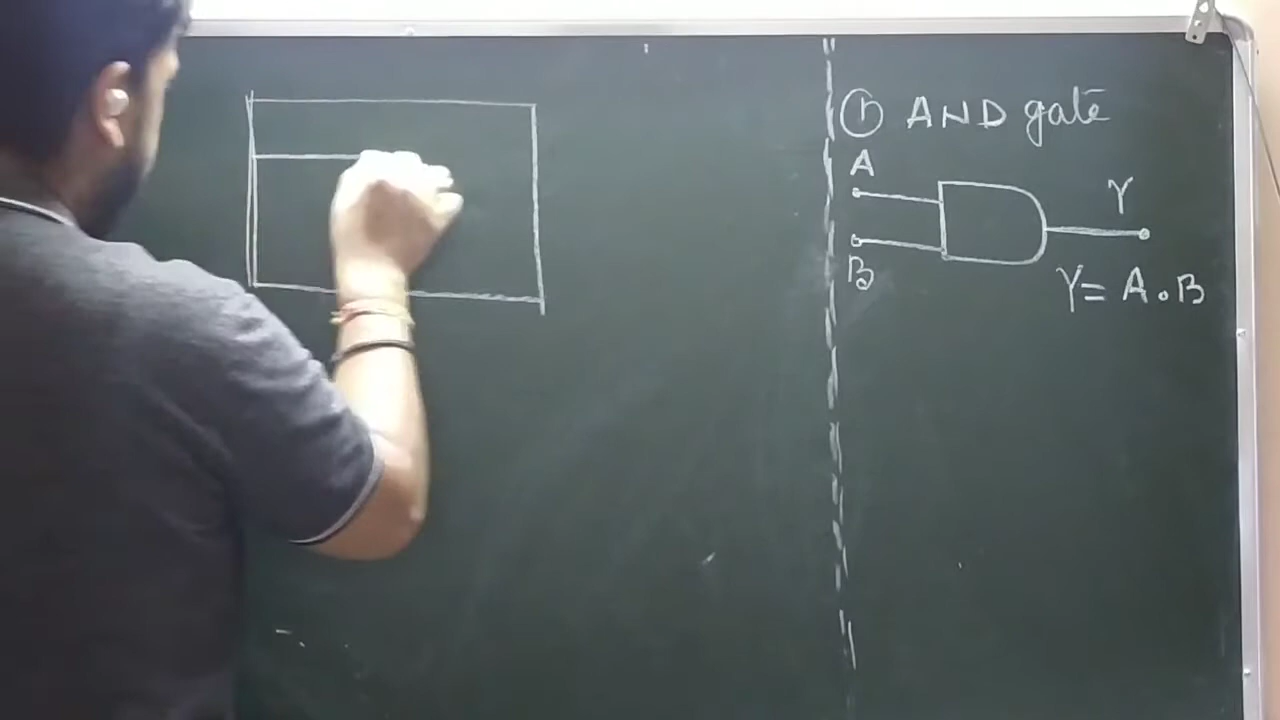 ① AND gate
A
Y
B
Y = A.B